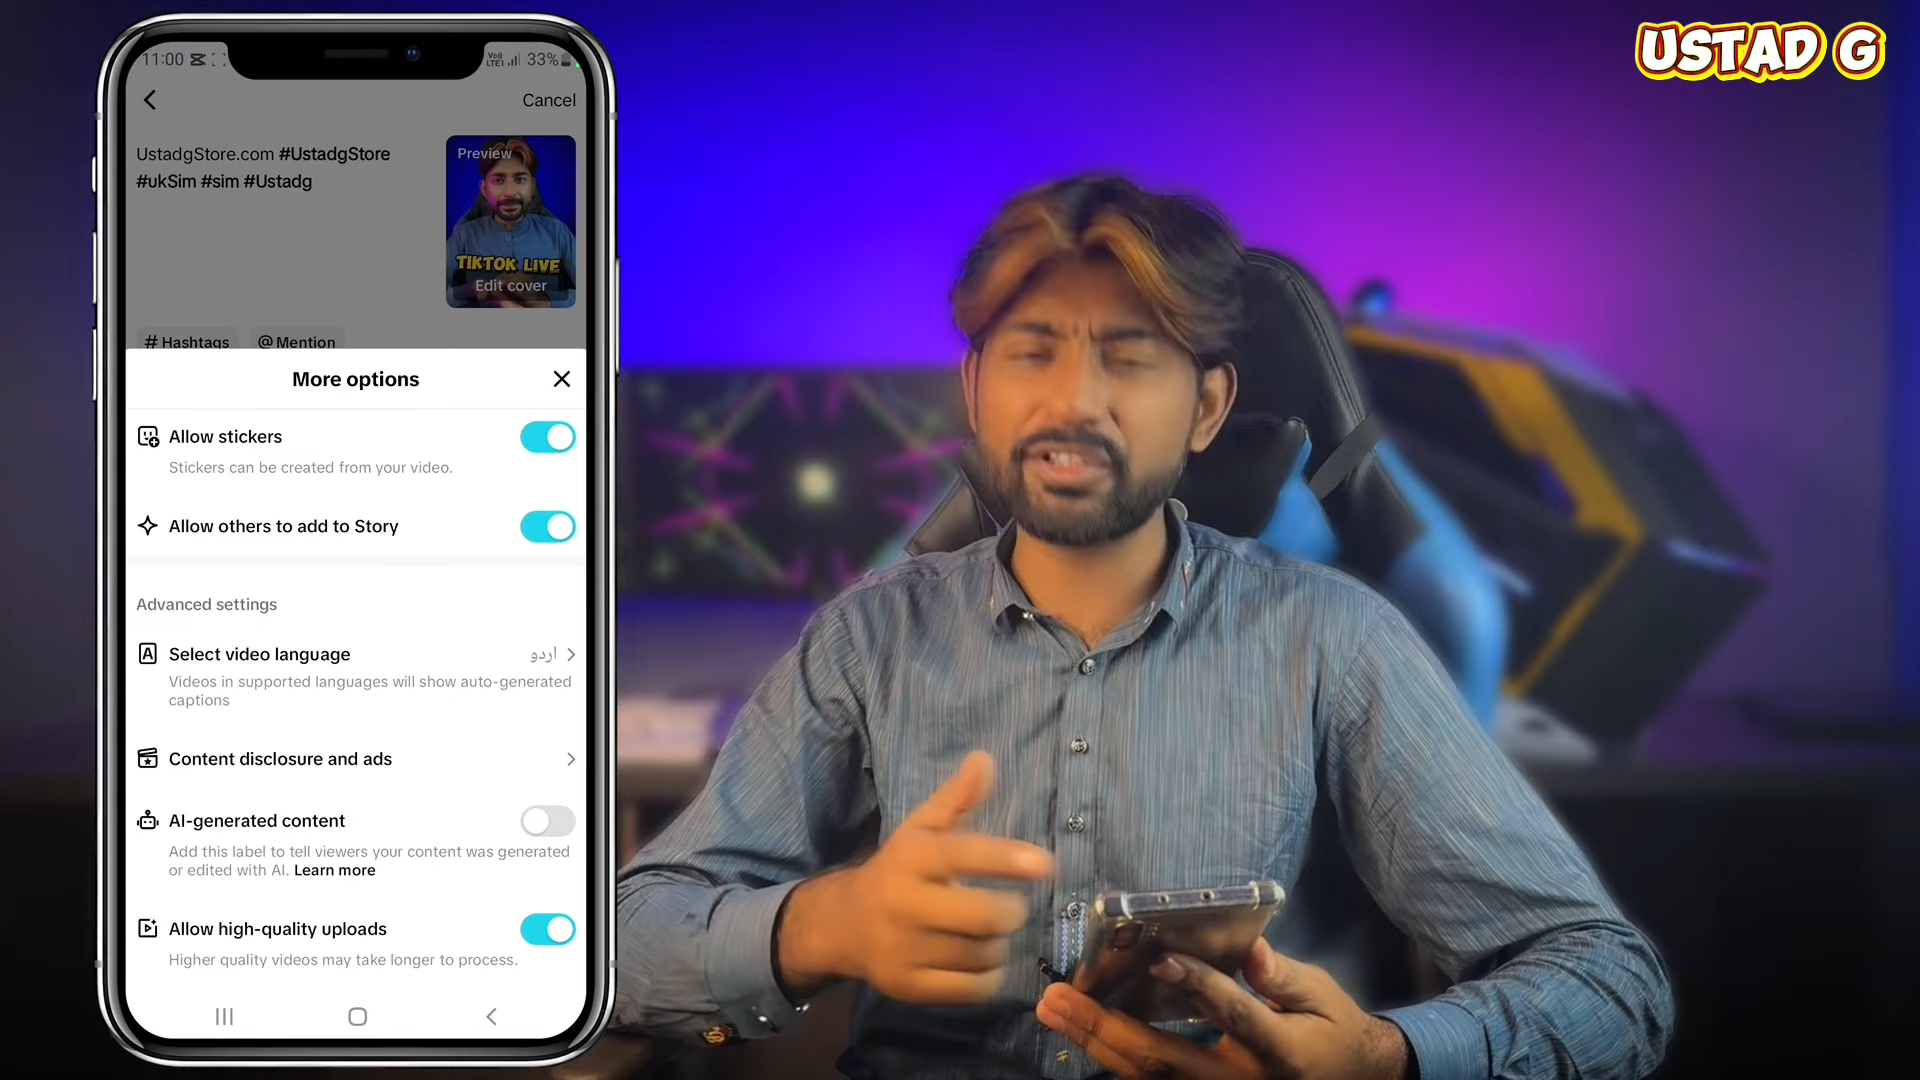 USTAD G
11:00
Voo)
LTE1
33%
Cancel
UstadgStore.com #UstadgStore
#ukSim #sim #Ustadg
Preview
TIKTOK LIVE
Edit cover
# Hashtags
@ Mention
More options
Allow stickers
Stickers can be created from your video.
Allow others to add to Story
Advanced settings
Select video language
اردو
Videos in supported languages will show auto-generated
captions
Content disclosure and ads
AI-generated content
Add this label to tell viewers your content was generated
or edited with AI. Learn more
Allow high-quality uploads
Higher quality videos may take longer to process.